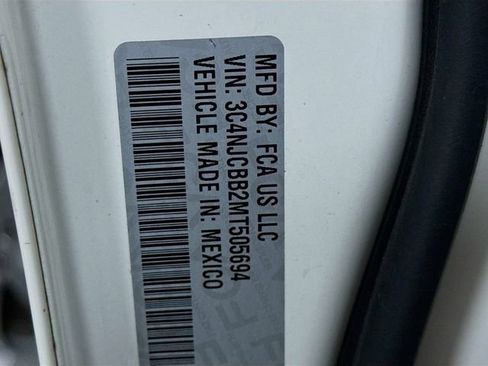 MFD BY: FCA US LLC
VIN: 3C4NJCBB2MT505694
VEHICLE MADE IN: MEXICO